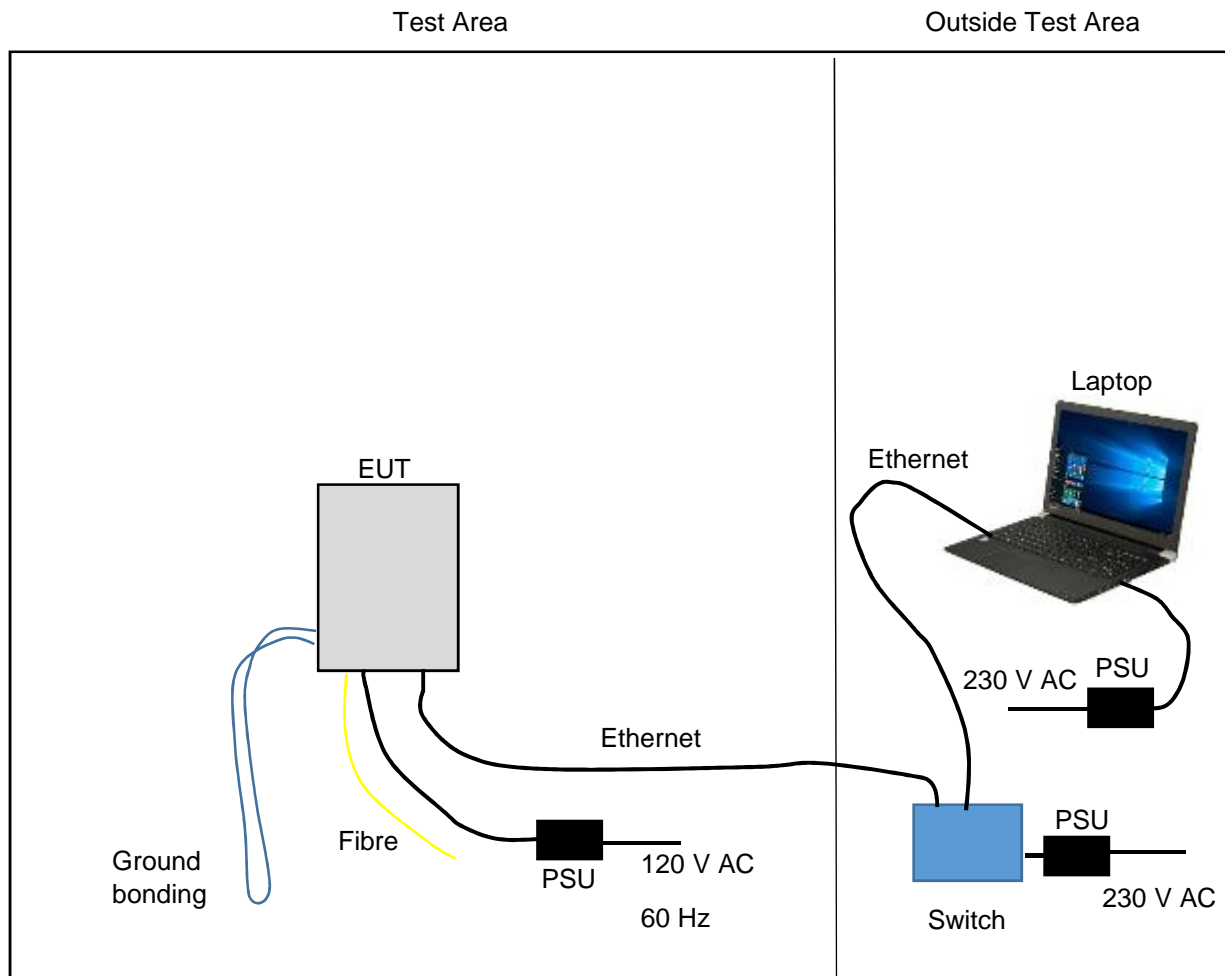 Test Area
Outside Test Area
Laptop
Ethernet
EUT
PSU
230 V AC
Ethernet
PSU
Fibre
Ground
bonding
PSU
120 V AC
60 Hz
230 V AC
Switch